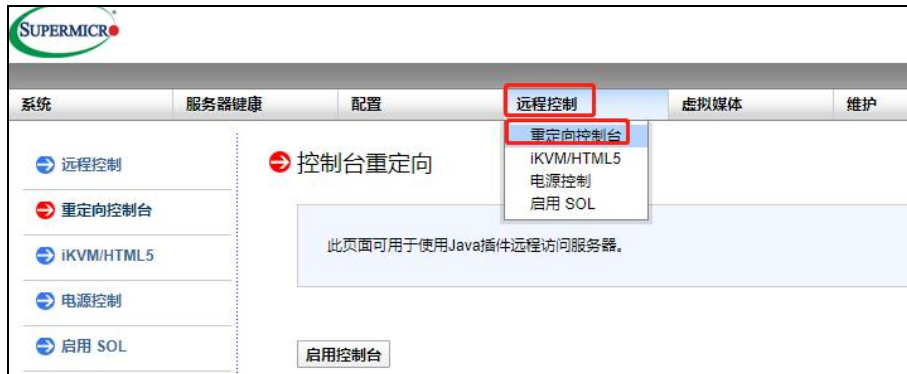 SUPERMICR
系统 服务器健康 配置 远程控制 虚拟媒体 维护
重定向控制台
iKVM/HTML5
电源控制
启用 SOL
远程控制
重定向控制台
iKVM/HTML5
电源控制
启用 SOL
控制台重定向
此页面可用于使用Java插件远程访问服务器。
启用控制台